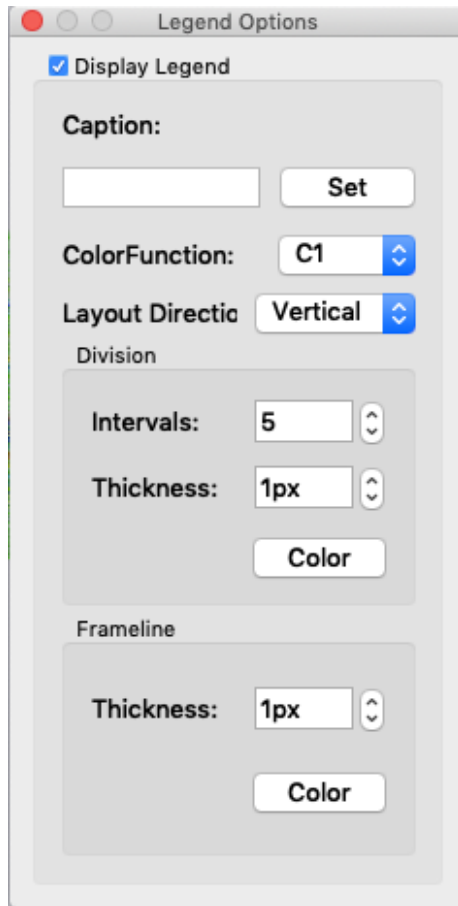 Legend Options
Display Legend
Caption:
Set
ColorFunction: C1
Layout Directio Vertical
Division
Intervals: 5
Thickness: 1px
Color
Frameline
Thickness: 1px
Color